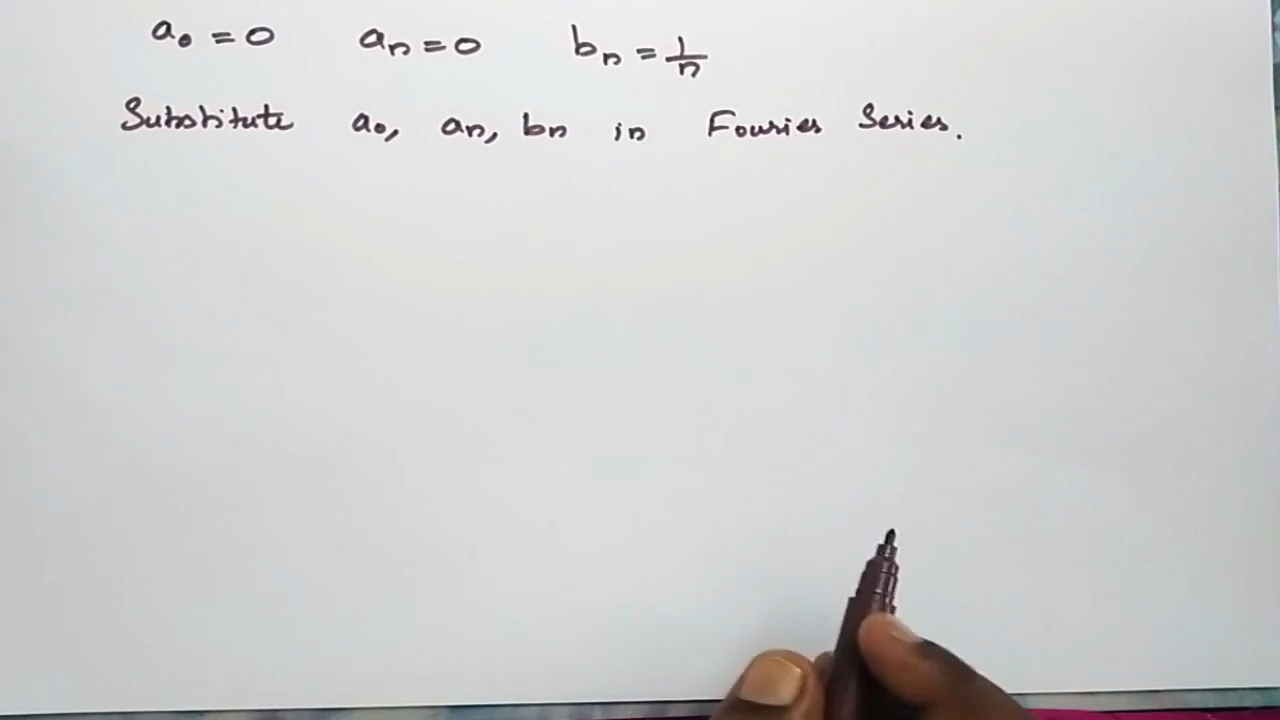 a₀ = 0 aₙ = 0 bₙ = 1/n
Substitute a₀, aₙ, bₙ in Fourier Series.